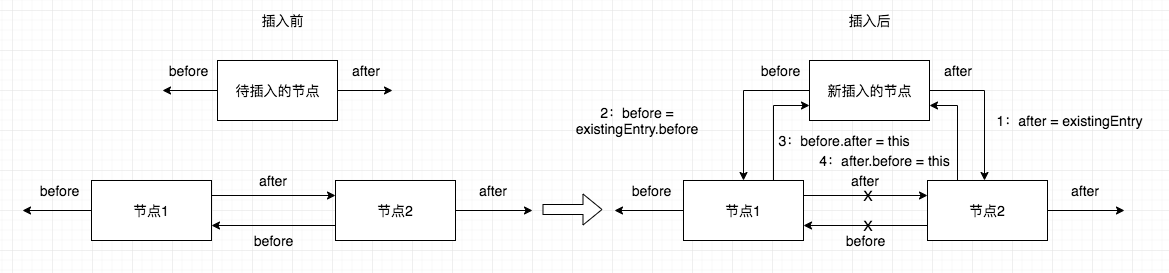 插入前
before
after
待插入的节点
before
after
after
节点1
节点2
before
插入后
before
after
新插入的节点
2：before =
existingEntry.before
1：after = existingEntry
3：before.after = this
4：after.before = this
before
after
X
after
节点1
节点2
X
before